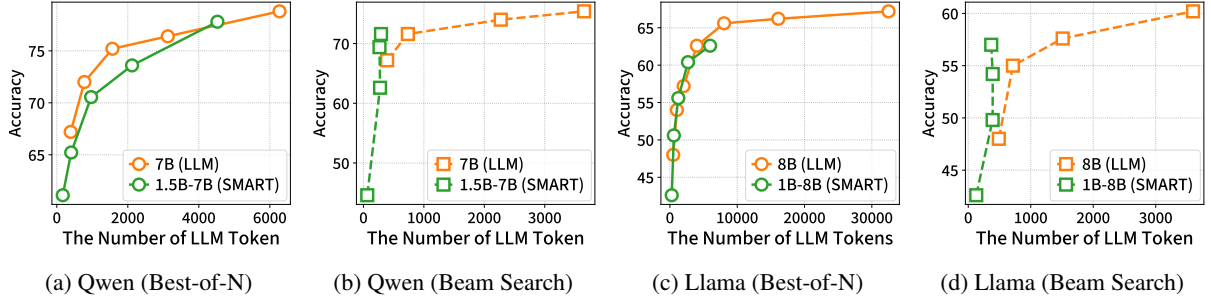 Accuracy
75
70
65
0
2000
4000
6000
The Number of LLM Token
7B (LLM)
1.5B-7B (SMART)
(a) Qwen (Best-of-N)
Accuracy
70
60
50
0
1000
2000
3000
The Number of LLM Token
7B (LLM)
1.5B-7B (SMART)
(b) Qwen (Beam Search)
Accuracy
65
60
55
50
45
0
10000
20000
30000
The Number of LLM Tokens
8B (LLM)
1B-8B (SMART)
(c) Llama (Best-of-N)
Accuracy
60
55
50
45
0
1000
2000
3000
The Number of LLM Token
8B (LLM)
1B-8B (SMART)
(d) Llama (Beam Search)